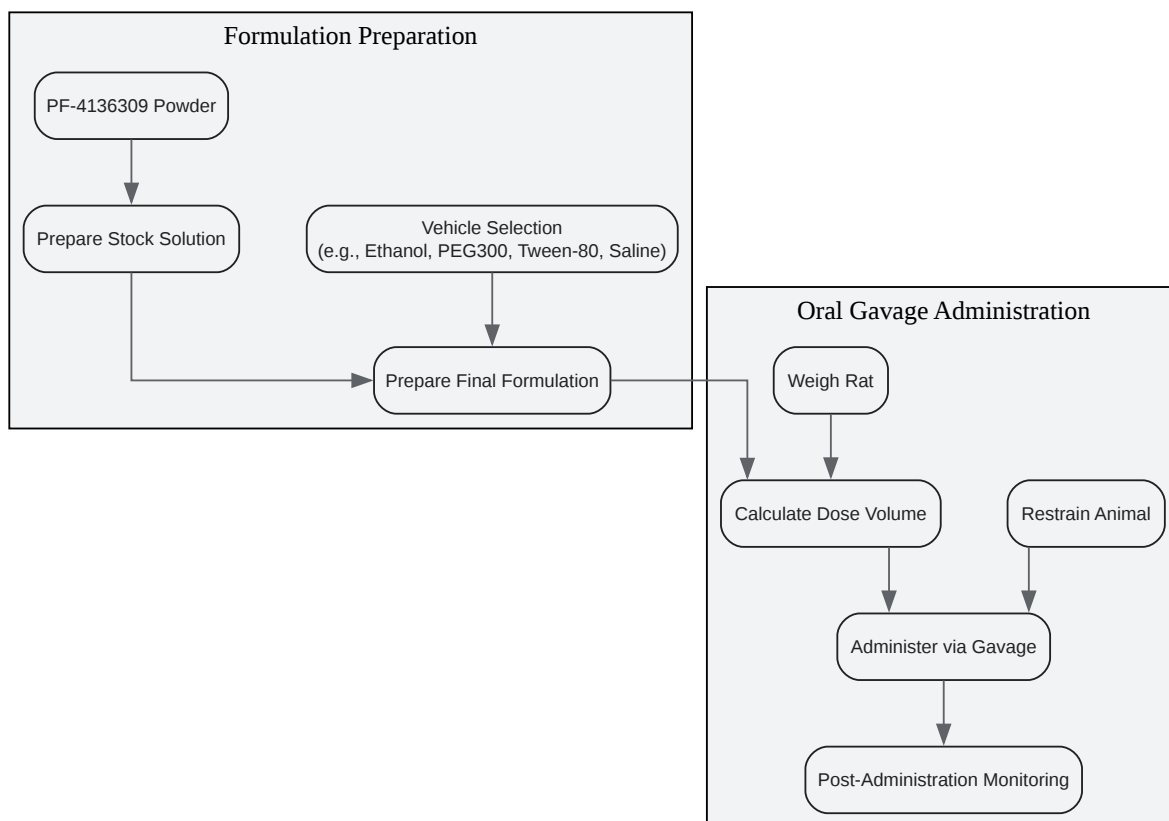 Formulation Preparation
PF-4136309 Powder
Prepare Stock Solution
Vehicle Selection
(e.g., Ethanol, PEG300, Tween-80, Saline)
Prepare Final Formulation
Oral Gavage Administration
Weigh Rat
Calculate Dose Volume
Restrain Animal
Administer via Gavage
Post-Administration Monitoring